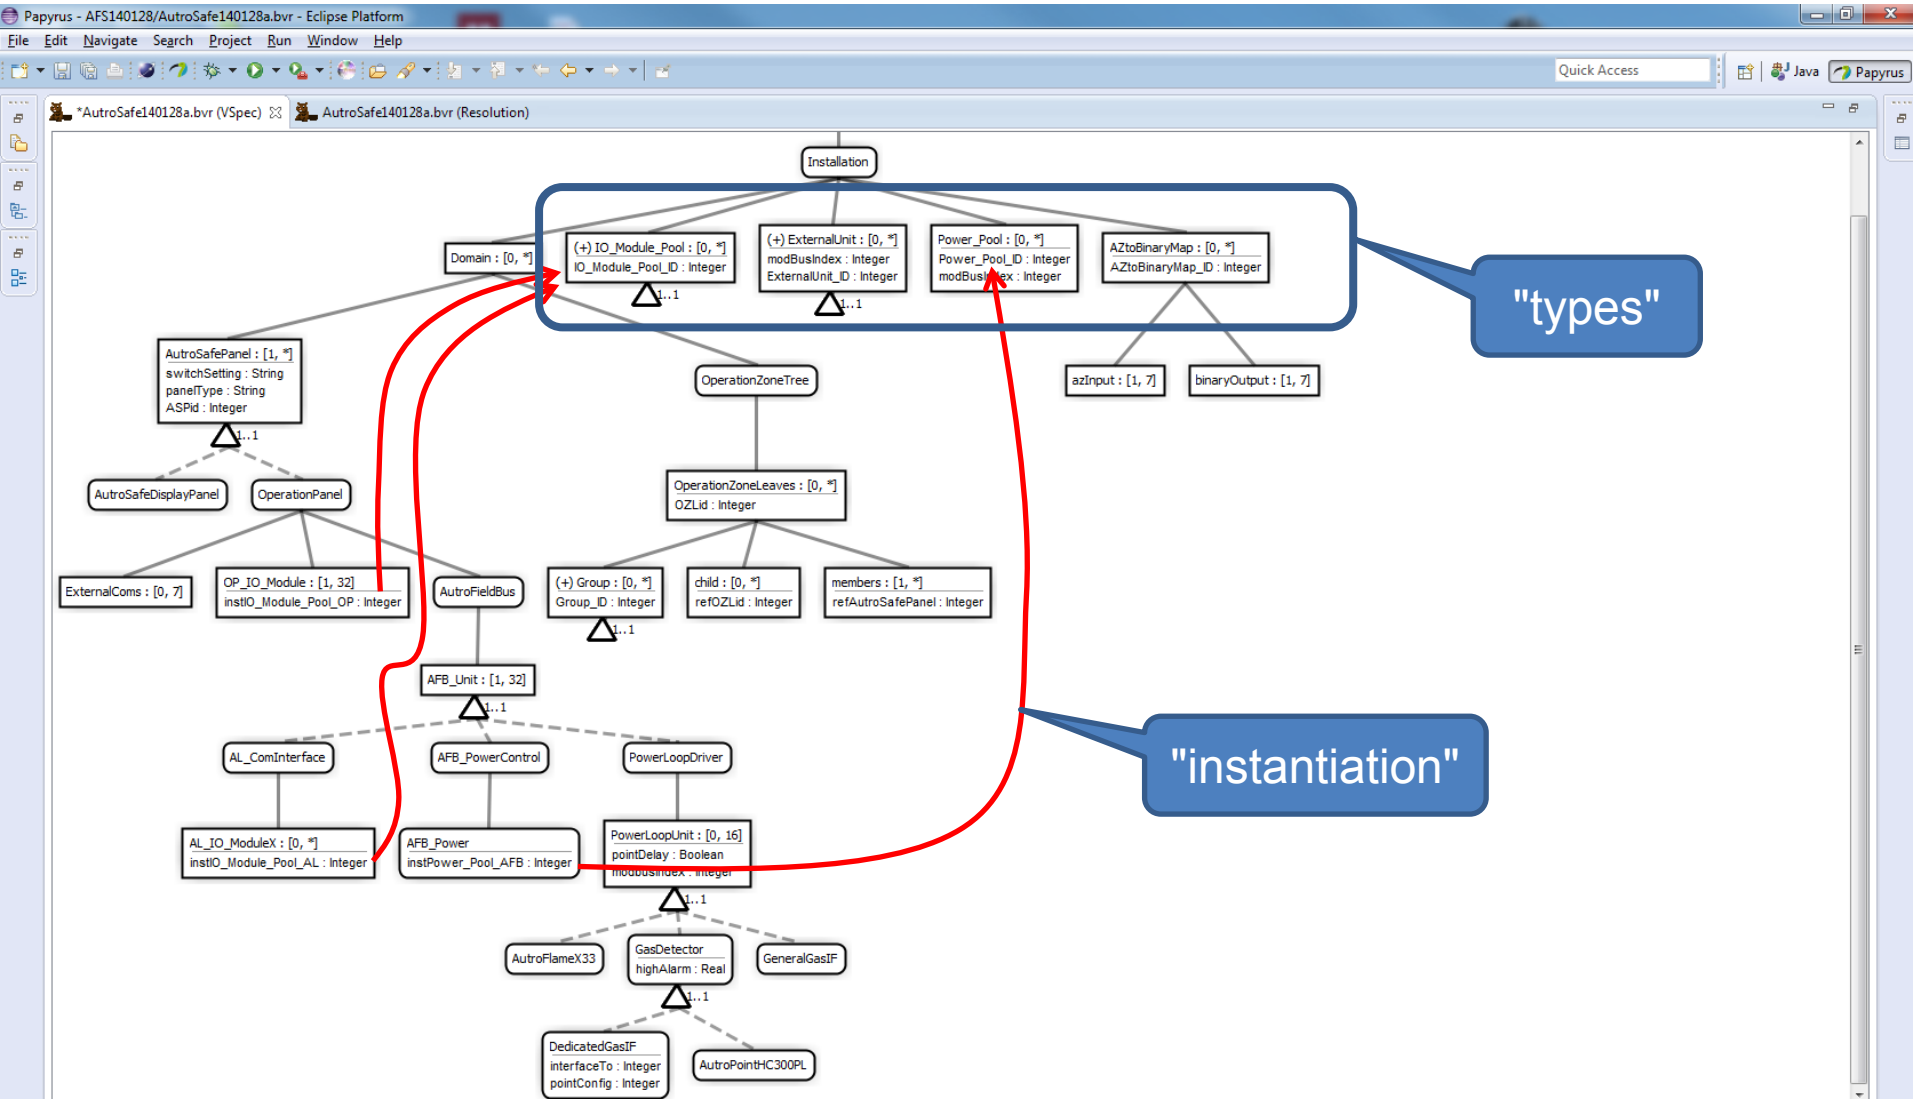 Papyrus - AFS140128/AutroSafe140128a.bvr - Eclipse Platform
File Edit Navigate Search Project Run Window Help
Quick Access
Java
Papyrus
*AutroSafe140128a.bvr (VSpec)
AutroSafe140128a.bvr (Resolution)
Installation
Domain : [0, *]
(+) IO_Module_Pool : [0, *]
IO_Module_Pool_ID : Integer
1..1
(+) ExternalUnit : [0, *]
modBusIndex : Integer
ExternalUnit_ID : Integer
1..1
Power_Pool : [0, *]
Power_Pool_ID : Integer
modBusIndex : Integer
AZtoBinaryMap : [0, *]
AZtoBinaryMap_ID : Integer
"types"
AutroSafePanel : [1, *]
switchSetting : String
panelType : String
ASPid : Integer
1..1
OperationZoneTree
azInput : [1, 7]
binaryOutput : [1, 7]
AutroSafeDisplayPanel
OperationPanel
OperationZoneLeaves : [0, *]
OZLid : Integer
ExternalComs : [0, 7]
OP_IO_Module : [1, 32]
instIO_Module_Pool_OP : Integer
AutroFieldBus
(+) Group : [0, *]
Group_ID : Integer
1..1
child : [0, *]
refOZLid : Integer
members : [1, *]
refAutroSafePanel : Integer
AFB_Unit : [1, 32]
1..1
AL_ComInterface
AFB_PowerControl
PowerLoopDriver
"instantiation"
AL_IO_ModuleX : [0, *]
instIO_Module_Pool_AL : Integer
AFB_Power
instPower_Pool_AFB : Integer
PowerLoopUnit : [0, 16]
pointDelay : Boolean
modbusIndex : Integer
1..1
AutroFlameX33
GasDetector
highAlarm : Real
1..1
GeneralGasIF
DedicatedGasIF
interfaceTo : Integer
pointConfig : Integer
AutroPointHC300PL